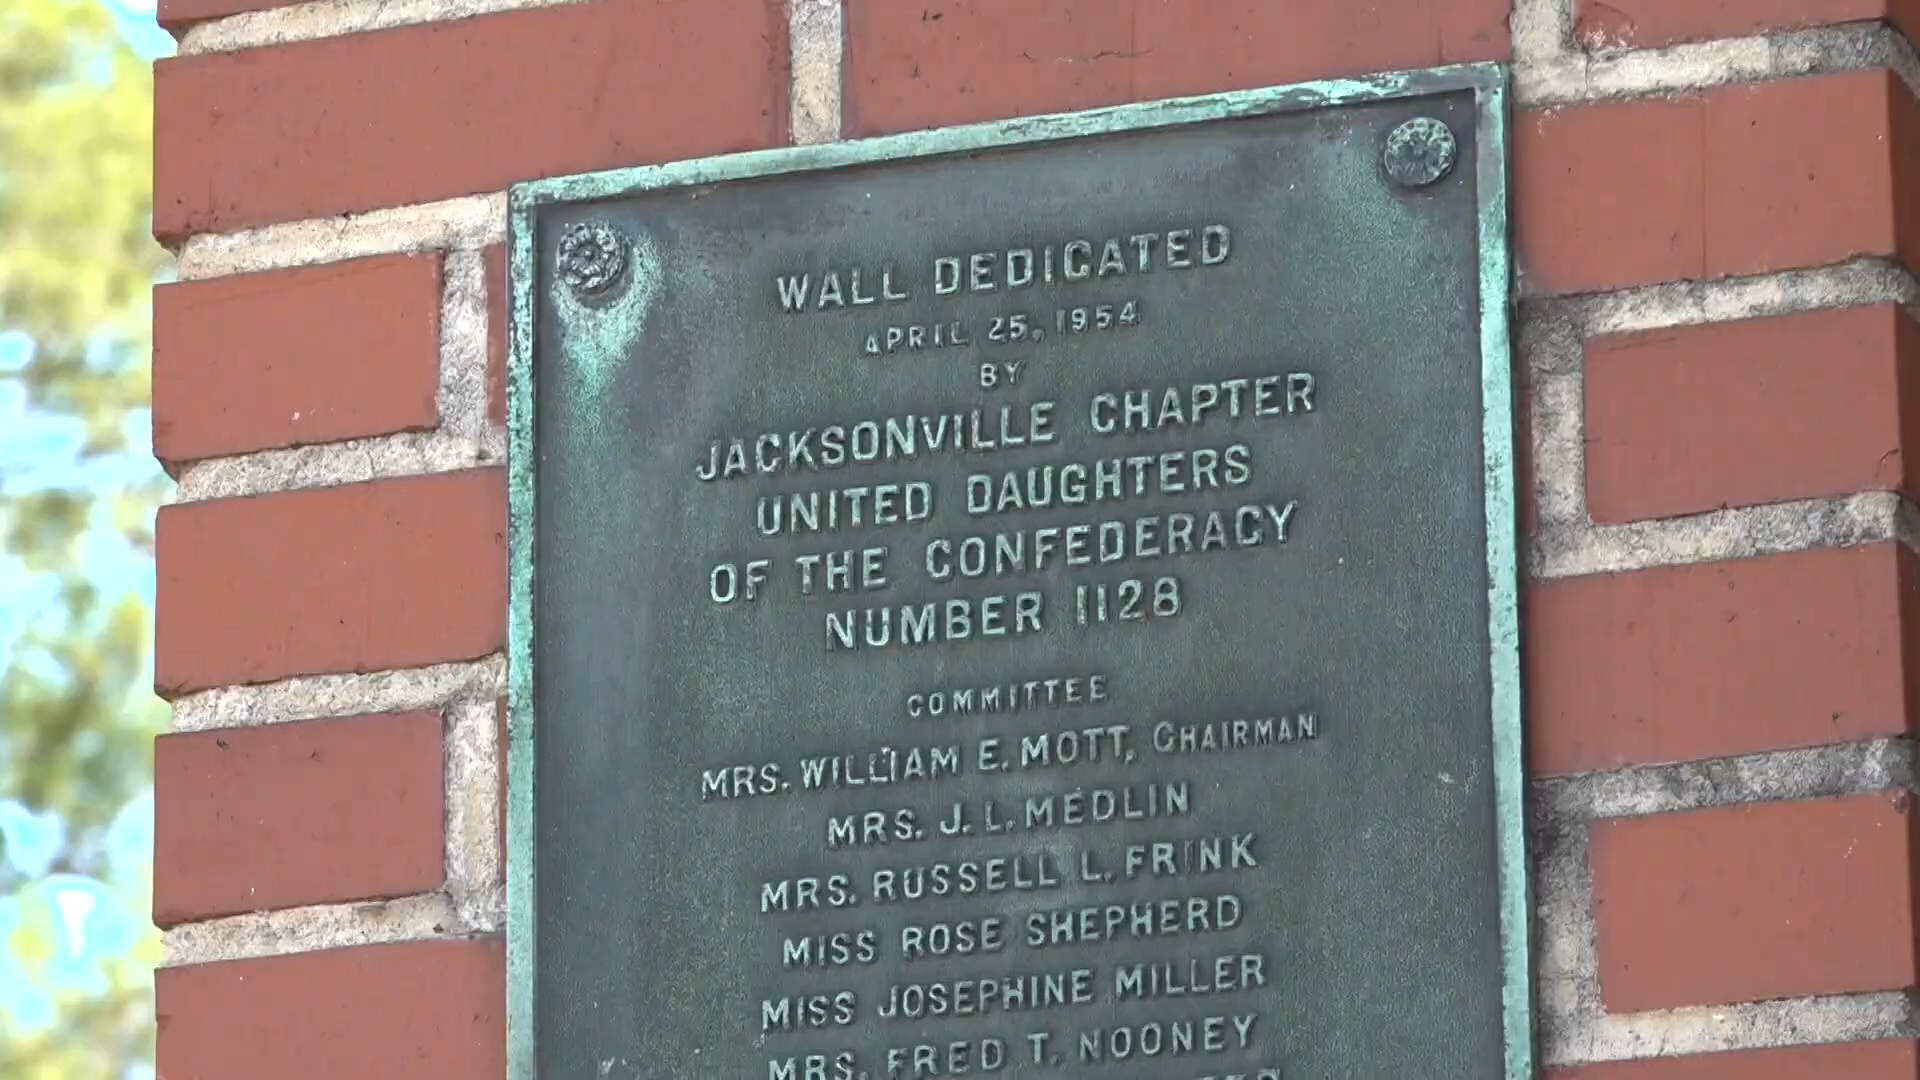 WALL DEDICATED
APRIL 25, 1954
BY
JACKSONVILLE CHAPTER
UNITED DAUGHTERS
OF THE CONFEDERACY
NUMBER 1128
COMMITTEE
MRS. WILLIAM E. MOTT, CHAIRMAN
MRS. J. L. MEDLIN
MRS. RUSSELL L. FRINK
MISS ROSE SHEPHERD
MISS JOSEPHINE MILLER
MRS. FRED T. NOONEY